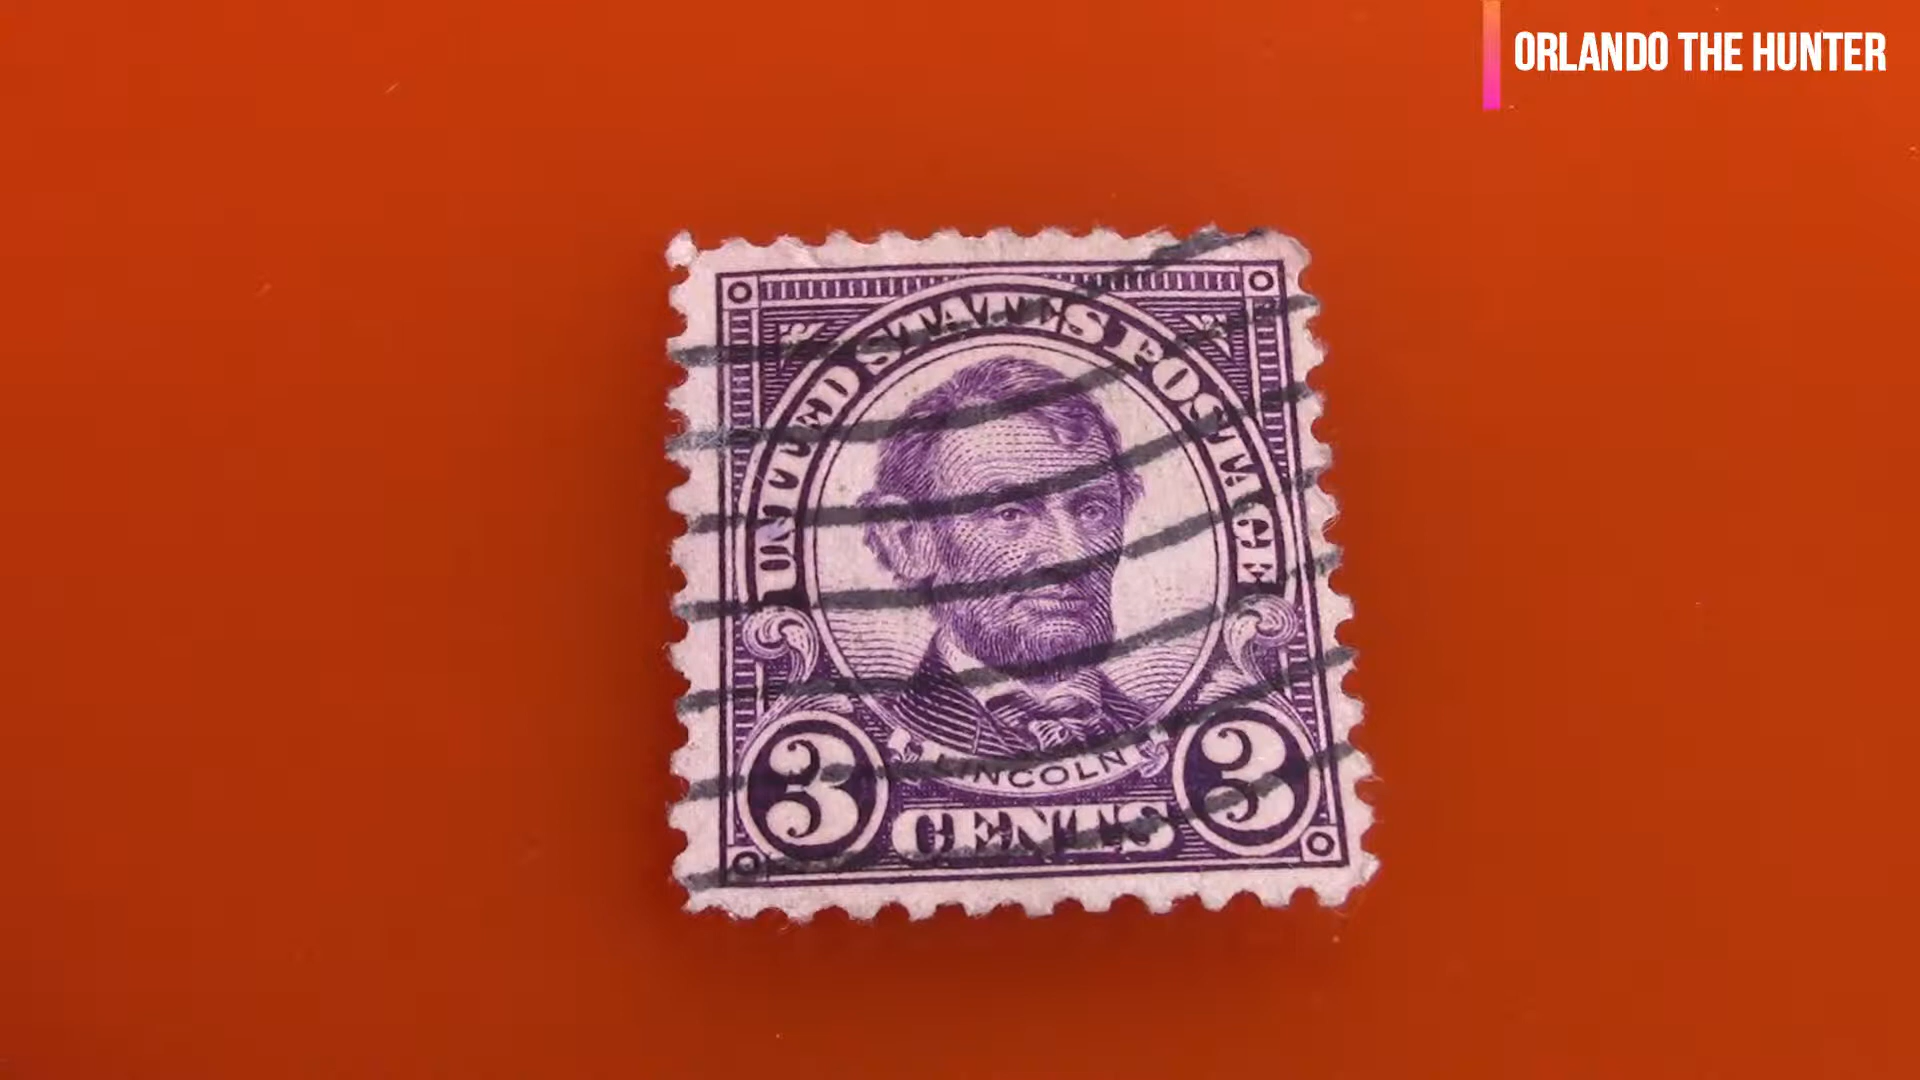 ORLANDO THE HUNTER
UNITED STATES POSTAGE
LINCOLN
3 CENTS 3